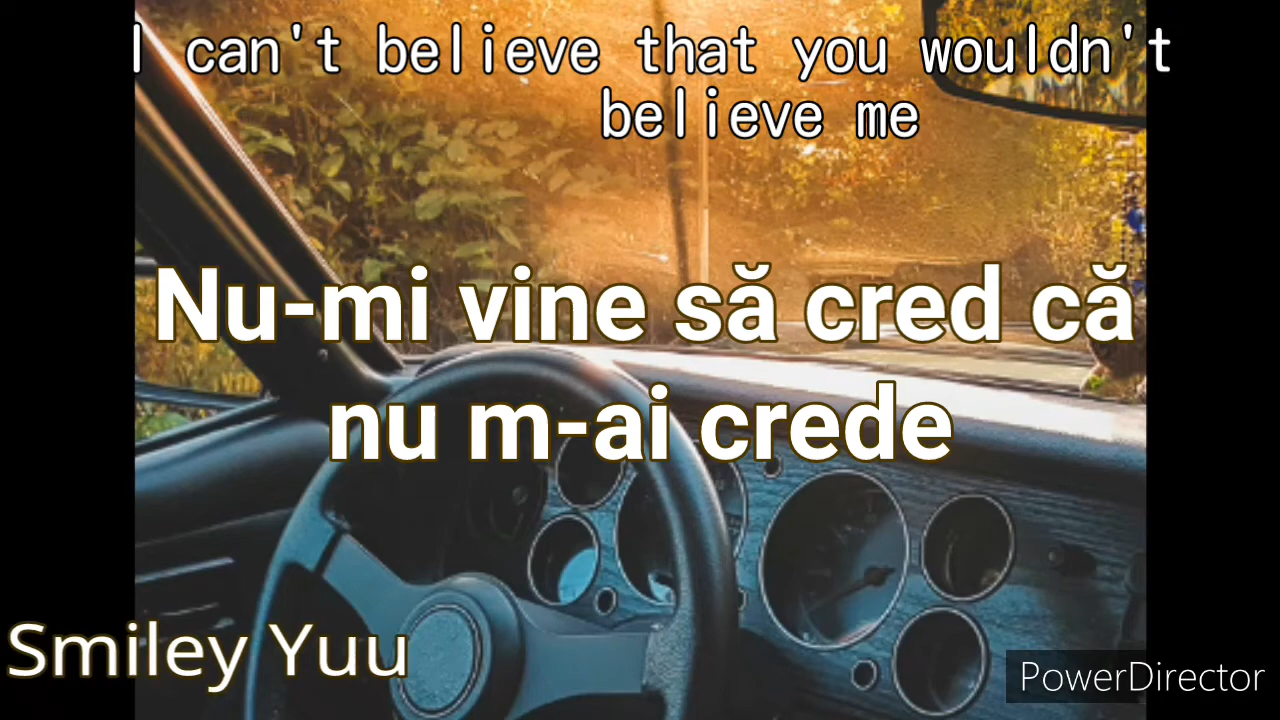 I can't believe that you wouldn't
believe me
Nu-mi vine să cred că
nu m-ai crede
Smiley Yuu
PowerDirector